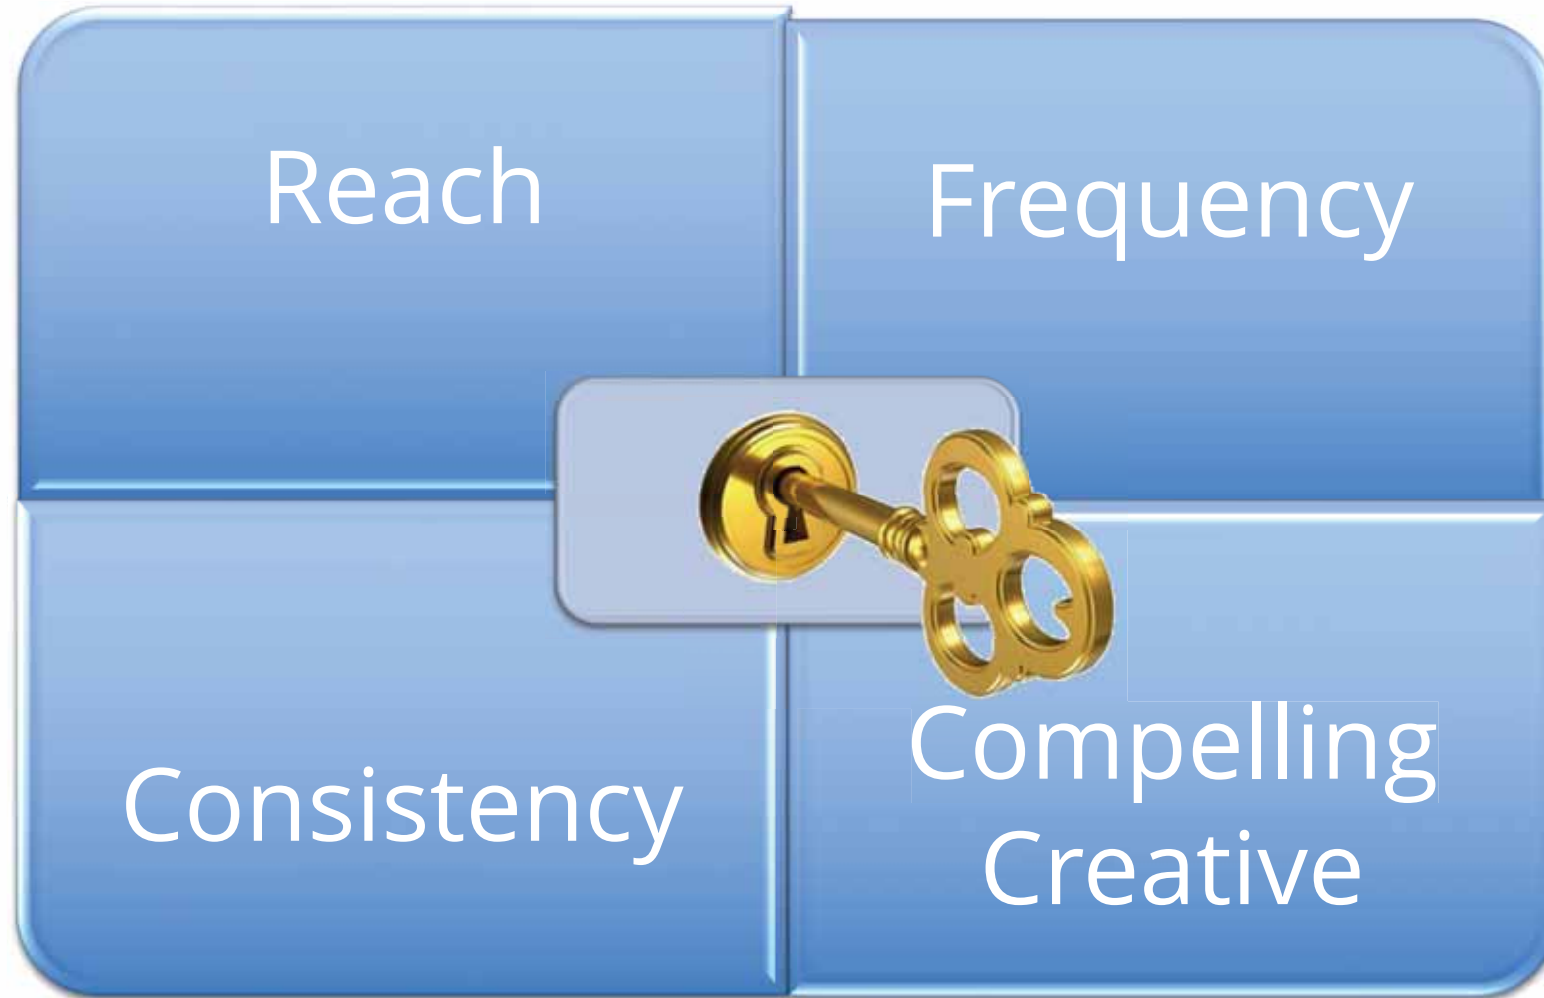 Reach
Frequency
Consistency
Compelling
Creative